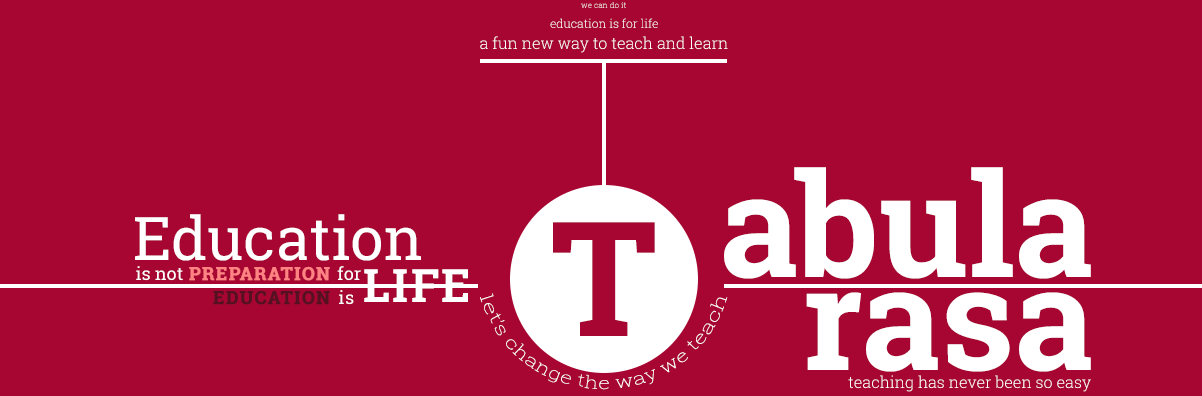 we can do it
education is for life
a fun new way to teach and learn
Education
is not PREPARATION for LIFE
EDUCATION is
T
abula
rasa
let's change the way we teach
teaching has never been so easy